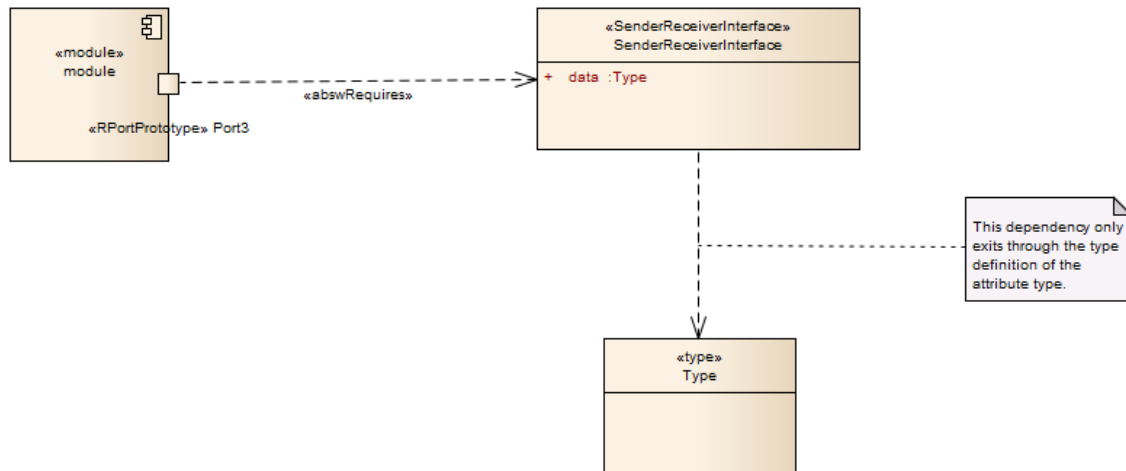 «module»
module
«RPortPrototype» Port3
«abswRequires»
«SenderReceiverInterface»
SenderReceiverInterface
+ data :Type
This dependency only
exits through the type
definition of the
attribute type.
«type»
Type